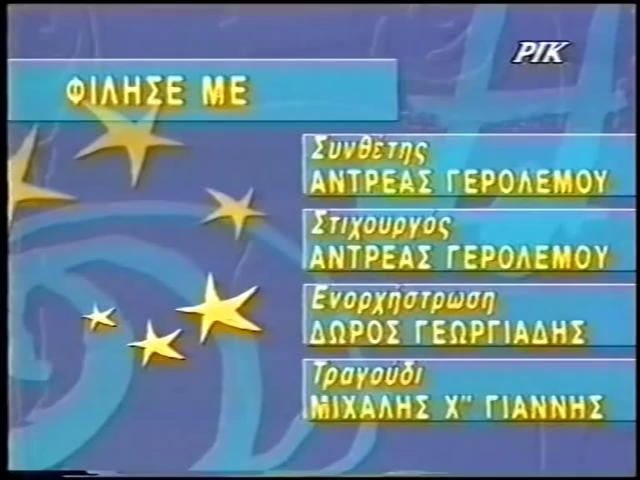 ΡΙΚ
ΦΙΛΗΣΕ ΜΕ
Συνθέτης
ΑΝΤΡΕΑΣ ΓΕΡΟΛΕΜΟΥ
Στιχουργός
ΑΝΤΡΕΑΣ ΓΕΡΟΛΕΜΟΥ
Ενορχήστρωση
ΔΩΡΟΣ ΓΕΩΡΓΙΑΔΗΣ
Τραγούδι
ΜΙΧΑΛΗΣ Χ" ΓΙΑΝΝΗΣ